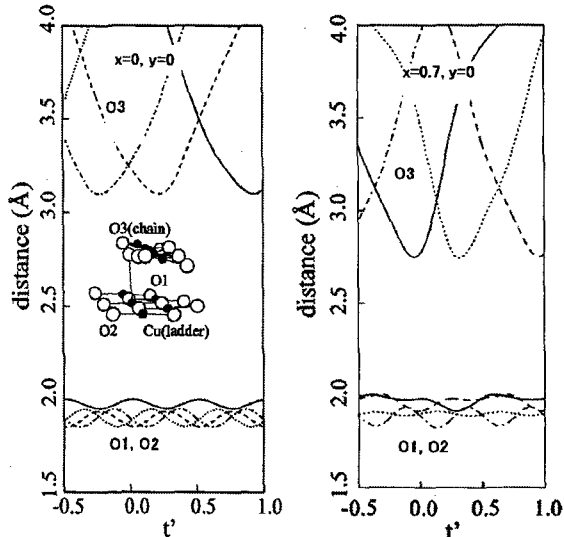 4.0
3.5
3.0
2.5
2.0
1.5
distance (Å)
x=0, y=0
O3
O3(chain)
O1
O2
Cu(ladder)
O1, O2
-0.5
0.0
0.5
1.0
t'
4.0
3.5
3.0
2.5
2.0
1.5
distance (Å)
x=0.7, y=0
O3
O1, O2
-0.5
0.0
0.5
1.0
t'